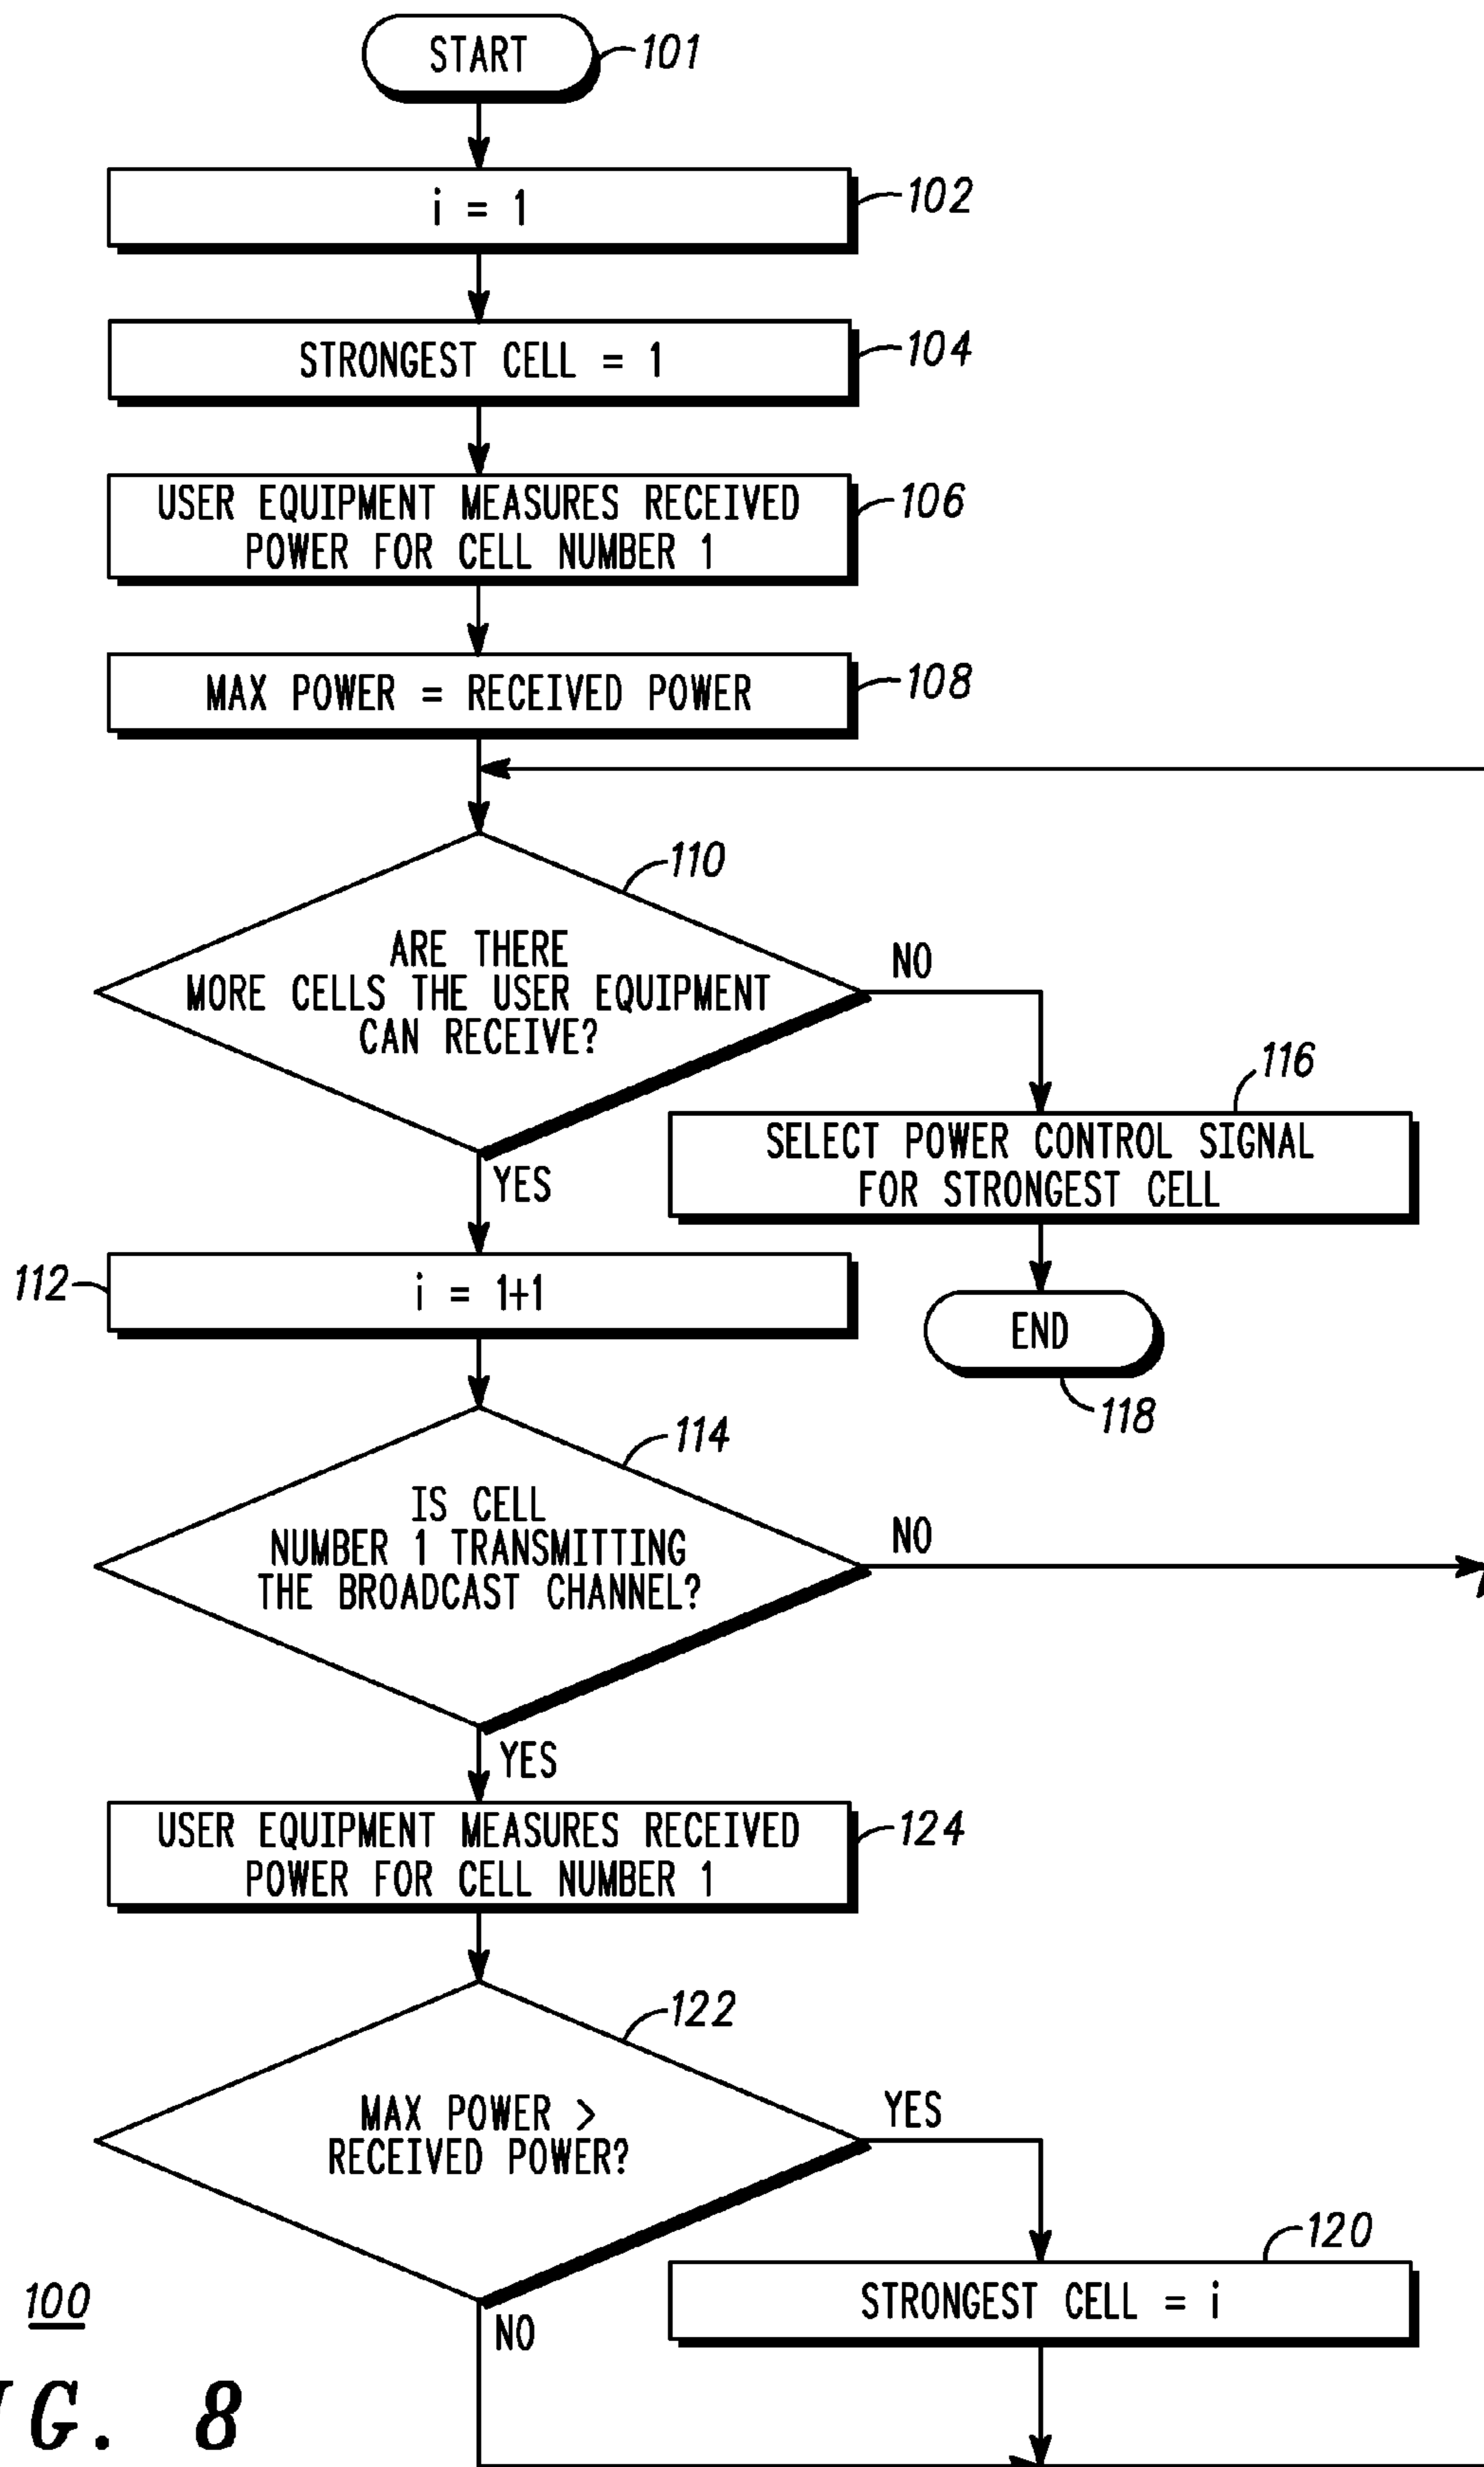 START
101
i = 1
102
STRONGEST CELL = 1
104
USER EQUIPMENT MEASURES RECEIVED
POWER FOR CELL NUMBER 1
106
MAX POWER = RECEIVED POWER
108
110
ARE THERE
MORE CELLS THE USER EQUIPMENT
CAN RECEIVE?
NO
YES
116
SELECT POWER CONTROL SIGNAL
FOR STRONGEST CELL
112
i = 1+1
END
118
114
IS CELL
NUMBER 1 TRANSMITTING
THE BROADCAST CHANNEL?
NO
YES
USER EQUIPMENT MEASURES RECEIVED
POWER FOR CELL NUMBER 1
124
122
MAX POWER >
RECEIVED POWER?
YES
NO
120
STRONGEST CELL = i
100
G. 8